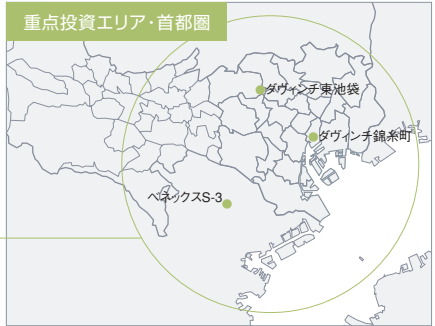 重点投資エリア・首都圏
ダヴィンチ東池袋
ダヴィンチ錦糸町
ベネックスS-3